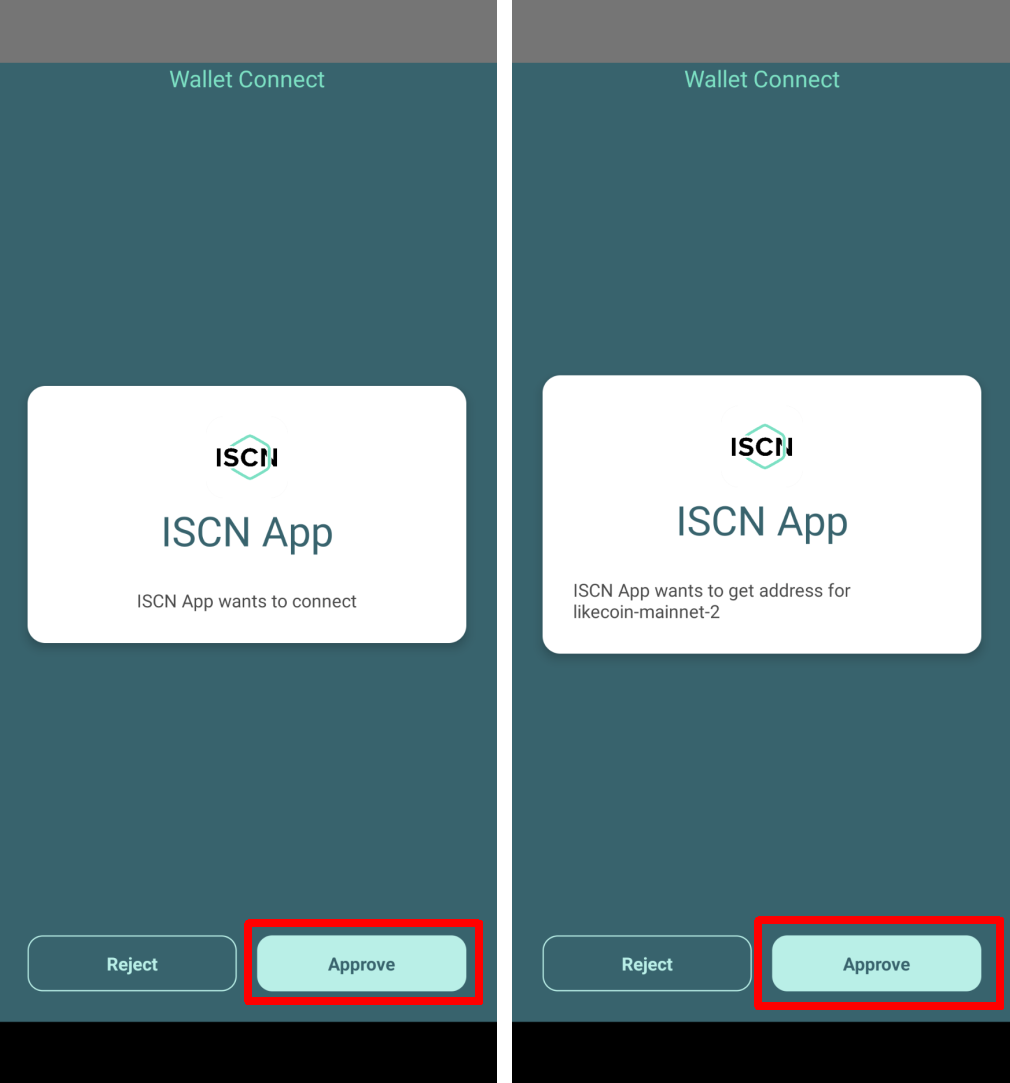 Wallet Connect
ISCN
ISCN App
ISCN App wants to connect
Reject
Approve
Wallet Connect
ISCN
ISCN App
ISCN App wants to get address for
likecoin-mainnet-2
Reject
Approve